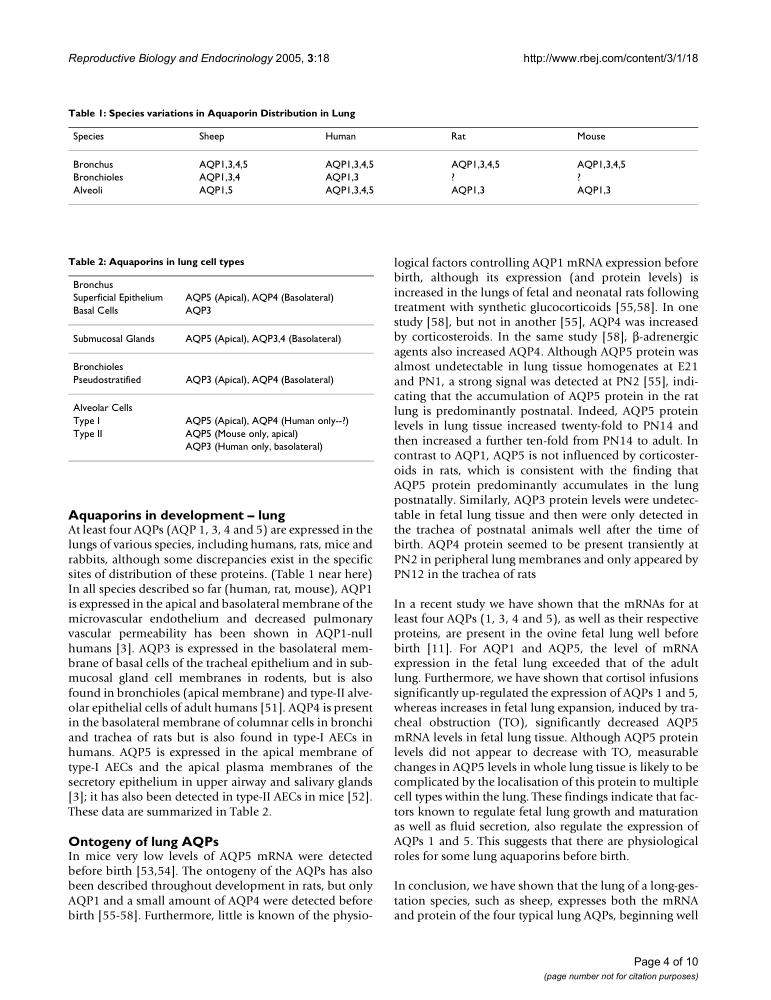 Reproductive Biology and Endocrinology 2005, 3:18
http://www.rbej.com/content/3/1/18
Table 1: Species variations in Aquaporin Distribution in Lung
Species Sheep Human Rat Mouse
Bronchus AQP1,3,4,5 AQP1,3,4,5 AQP1,3,4,5 AQP1,3,4,5
Bronchioles AQP1,3,4 AQP1,3 ? ?
Alveoli AQP1,5 AQP1,3,4,5 AQP1,3 AQP1,3
Table 2: Aquaporins in lung cell types
Bronchus
Superficial Epithelium AQP5 (Apical), AQP4 (Basolateral)
Basal Cells AQP3
Submucosal Glands AQP5 (Apical), AQP3,4 (Basolateral)
Bronchioles
Pseudostratified AQP3 (Apical), AQP4 (Basolateral)
Alveolar Cells
Type I AQP5 (Apical), AQP4 (Human only--?)
Type II AQP5 (Mouse only, apical)
AQP3 (Human only, basolateral)
Aquaporins in development – lung
At least four AQPs (AQP 1, 3, 4 and 5) are expressed in the
lungs of various species, including humans, rats, mice and
rabbits, although some discrepancies exist in the specific
sites of distribution of these proteins. (Table 1 near here)
In all species described so far (human, rat, mouse), AQP1
is expressed in the apical and basolateral membrane of the
microvascular endothelium and decreased pulmonary
vascular permeability has been shown in AQP1-null
humans [3]. AQP3 is expressed in the basolateral mem-
brane of basal cells of the tracheal epithelium and in sub-
mucosal gland cell membranes in rodents, but is also
found in bronchioles (apical membrane) and type-II alve-
olar epithelial cells of adult humans [51]. AQP4 is present
in the basolateral membrane of columnar cells in bronchi
and trachea of rats but is also found in type-I AECs in
humans. AQP5 is expressed in the apical membrane of
type-I AECs and the apical plasma membranes of the
secretory epithelium in upper airway and salivary glands
[3]; it has also been detected in type-II AECs in mice [52].
These data are summarized in Table 2.
Ontogeny of lung AQPs
In mice very low levels of AQP5 mRNA were detected
before birth [53,54]. The ontogeny of the AQPs has also
been described throughout development in rats, but only
AQP1 and a small amount of AQP4 were detected before
birth [55-58]. Furthermore, little is known of the physio-
logical factors controlling AQP1 mRNA expression before
birth, although its expression (and protein levels) is
increased in the lungs of fetal and neonatal rats following
treatment with synthetic glucocorticoids [55,58]. In one
study [58], but not in another [55], AQP4 was increased
by corticosteroids. In the same study [58], β-adrenergic
agents also increased AQP4. Although AQP5 protein was
almost undetectable in lung tissue homogenates at E21
and PN1, a strong signal was detected at PN2 [55], indi-
cating that the accumulation of AQP5 protein in the rat
lung is predominantly postnatal. Indeed, AQP5 protein
levels in lung tissue increased twenty-fold to PN14 and
then increased a further ten-fold from PN14 to adult. In
contrast to AQP1, AQP5 is not influenced by corticoster-
oids in rats, which is consistent with the finding that
AQP5 protein predominantly accumulates in the lung
postnatally. Similarly, AQP3 protein levels were undetec-
table in fetal lung tissue and then were only detected in
the trachea of postnatal animals well after the time of
birth. AQP4 protein seemed to be present transiently at
PN2 in peripheral lung membranes and only appeared by
PN12 in the trachea of rats
In a recent study we have shown that the mRNAs for at
least four AQPs (1, 3, 4 and 5), as well as their respective
proteins, are present in the ovine fetal lung well before
birth [11]. For AQP1 and AQP5, the level of mRNA
expression in the fetal lung exceeded that of the adult
lung. Furthermore, we have shown that cortisol infusions
significantly up-regulated the expression of AQPs 1 and 5,
whereas increases in fetal lung expansion, induced by tra-
cheal obstruction (TO), significantly decreased AQP5
mRNA levels in fetal lung tissue. Although AQP5 protein
levels did not appear to decrease with TO, measurable
changes in AQP5 levels in whole lung tissue is likely to be
complicated by the localisation of this protein to multiple
cell types within the lung. These findings indicate that fac-
tors known to regulate fetal lung growth and maturation
as well as fluid secretion, also regulate the expression of
AQPs 1 and 5. This suggests that there are physiological
roles for some lung aquaporins before birth.
In conclusion, we have shown that the lung of a long-ges-
tation species, such as sheep, expresses both the mRNA
and protein of the four typical lung AQPs, beginning well
Page 4 of 10
(page number not for citation purposes)